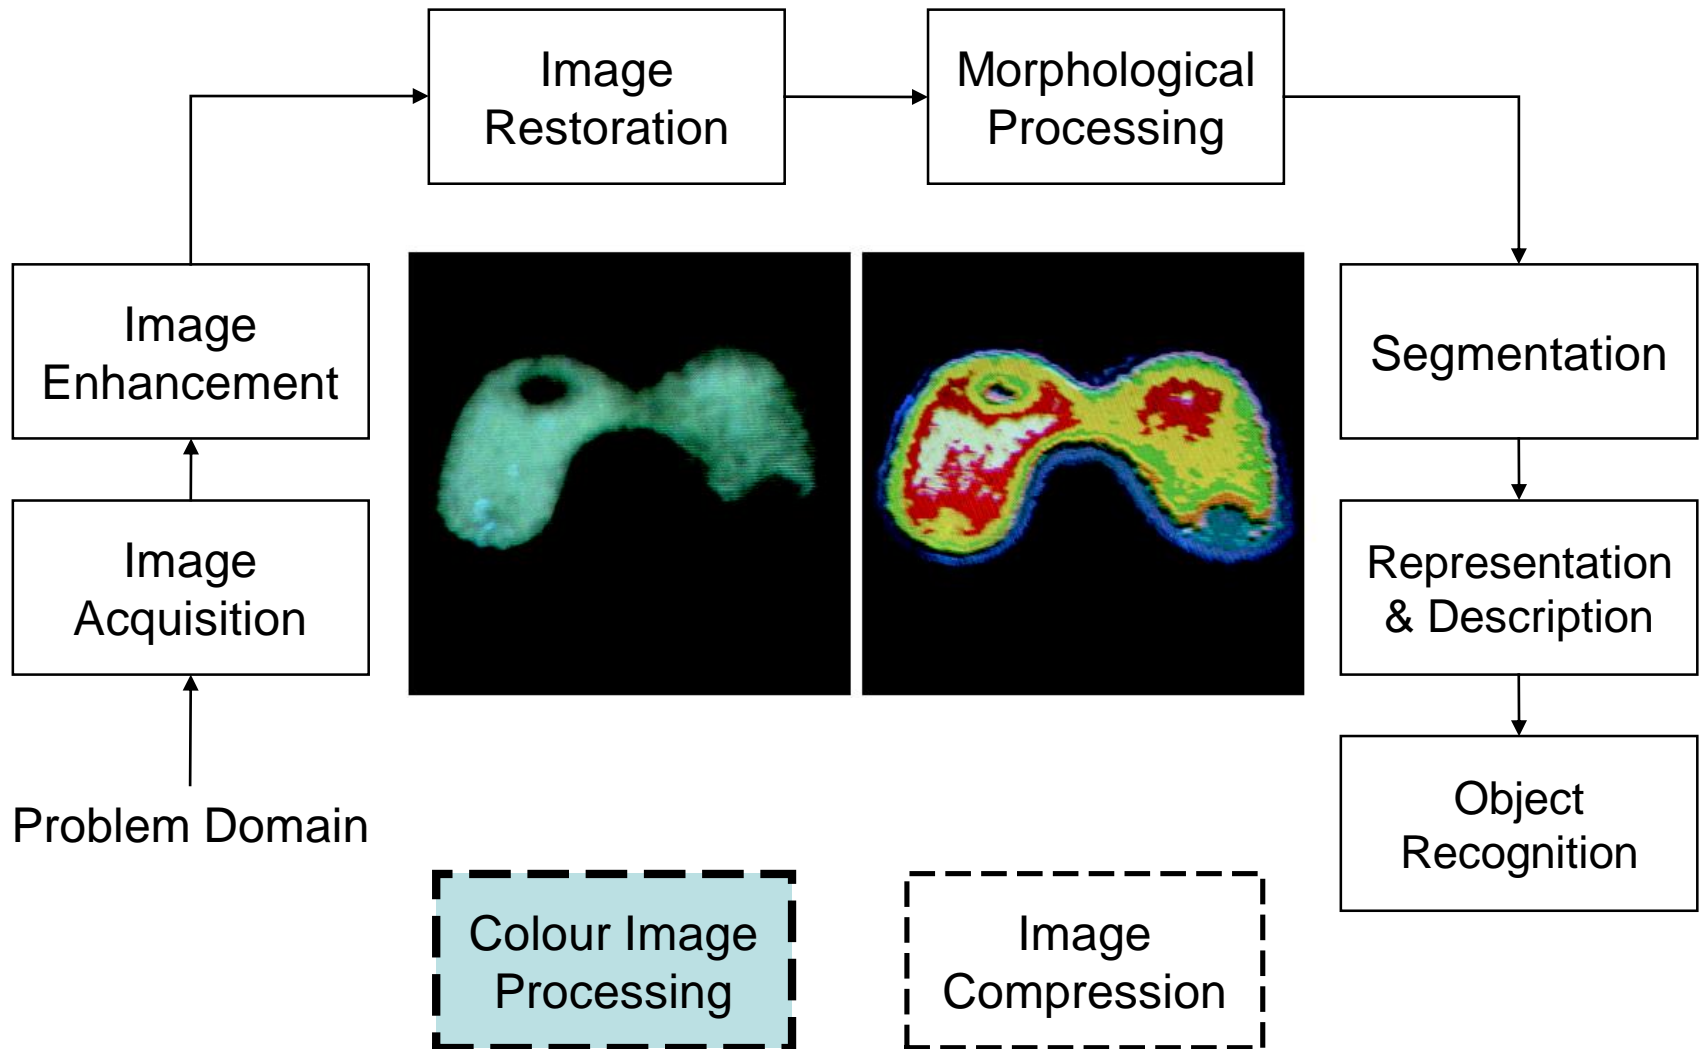 Image
Restoration
Morphological
Processing
Image
Enhancement
Segmentation
Image
Acquisition
Representation
& Description
Problem Domain
Object
Recognition
Colour Image
Processing
Image
Compression